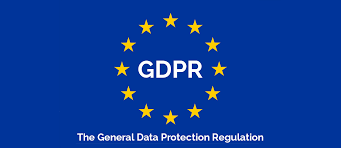 GDPR
The General Data Protection Regulation